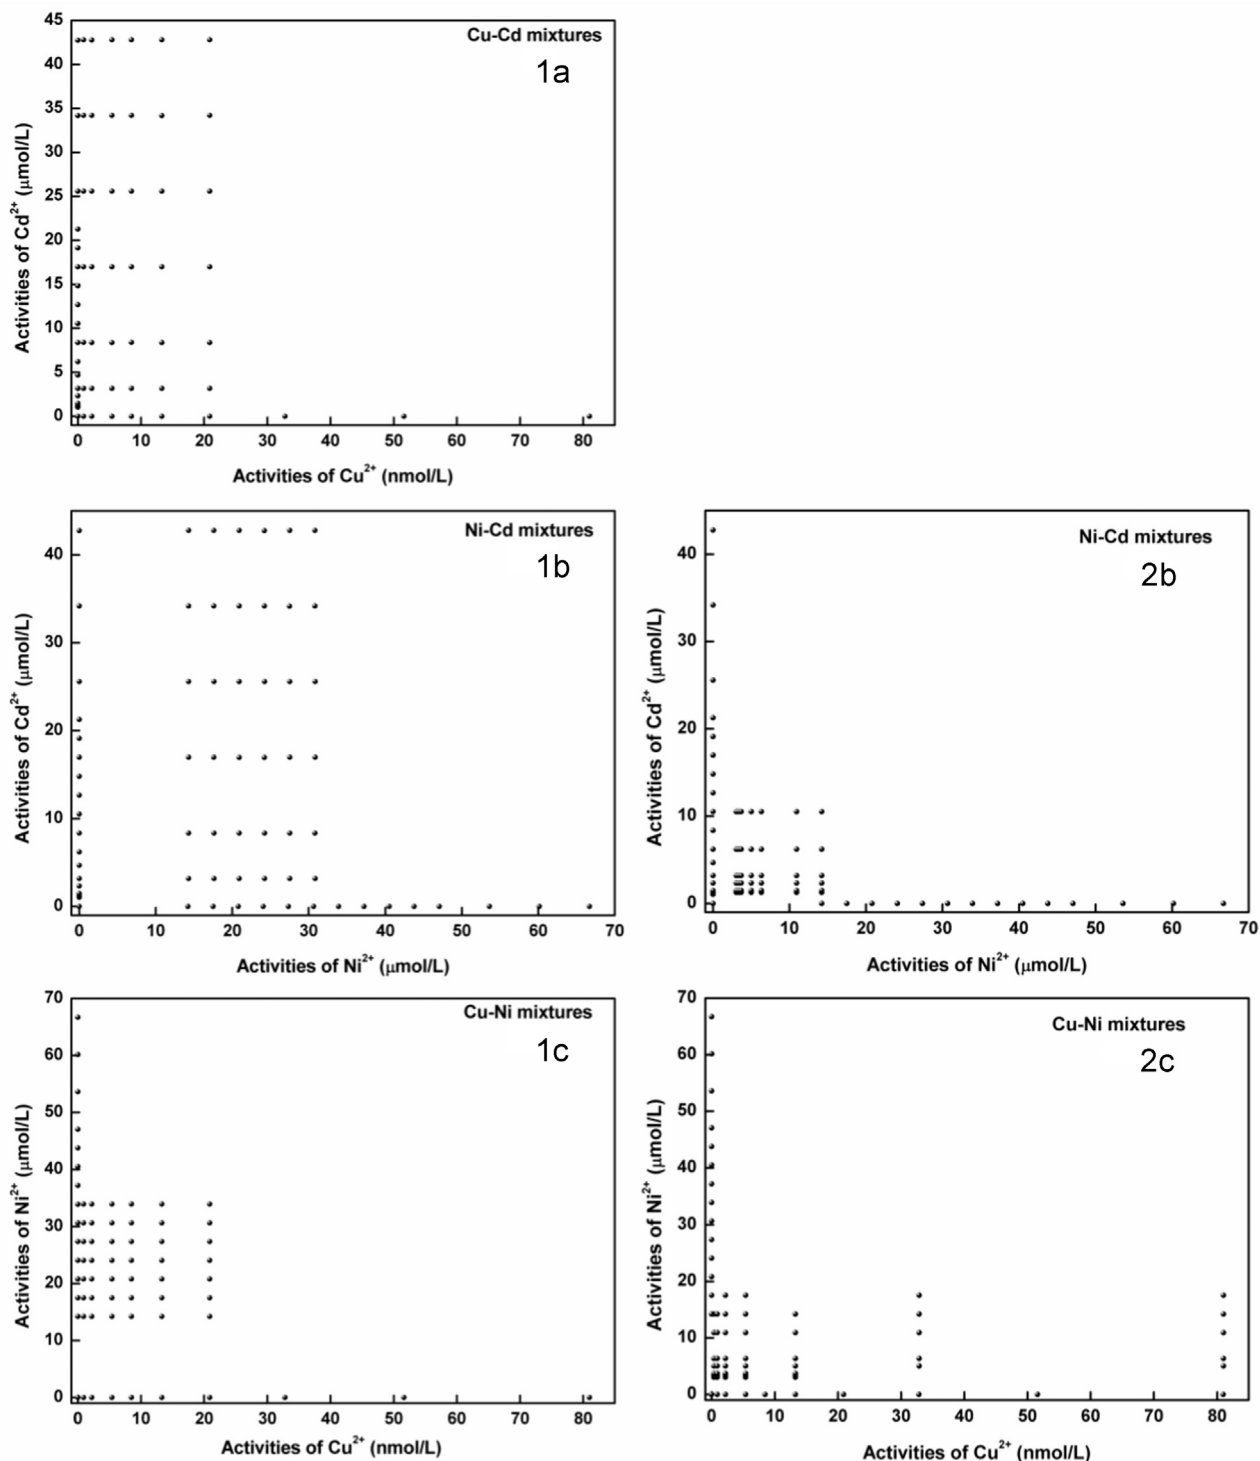 45
40
35
30
25
20
15
10
5
0
Cu-Cd mixtures
1a
Activities of Cd²⁺ (μmol/L)
0 10 20 30 40 50 60 70 80
Activities of Cu²⁺ (nmol/L)
40
30
20
10
0
Ni-Cd mixtures
1b
Activities of Cd²⁺ (μmol/L)
0 10 20 30 40 50 60 70
Activities of Ni²⁺ (μmol/L)
40
30
20
10
0
Ni-Cd mixtures
2b
Activities of Cd²⁺ (μmol/L)
0 10 20 30 40 50 60 70
Activities of Ni²⁺ (μmol/L)
70
60
50
40
30
20
10
0
Cu-Ni mixtures
1c
Activities of Ni²⁺ (μmol/L)
0 10 20 30 40 50 60 70 80
Activities of Cu²⁺ (nmol/L)
70
60
50
40
30
20
10
0
Cu-Ni mixtures
2c
Activities of Ni²⁺ (μmol/L)
0 10 20 30 40 50 60 70 80
Activities of Cu²⁺ (nmol/L)